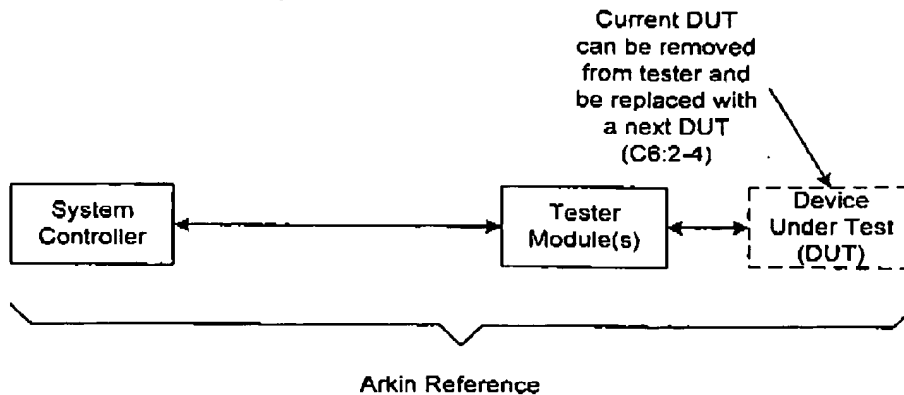 Current DUT
can be removed
from tester and
be replaced with
a next DUT
(C6:2-4)
System
Controller
Tester
Module(s)
Device
Under Test
(DUT)
Arkin Reference